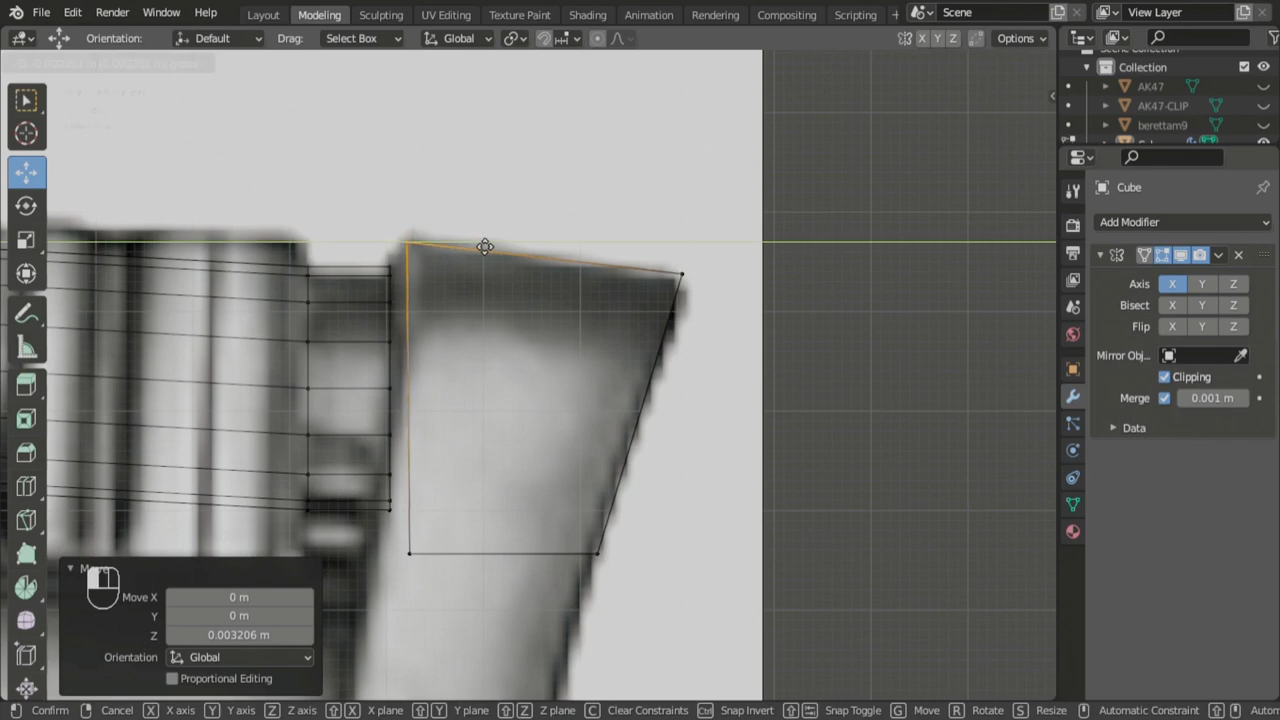 File Edit Render Window Help Layout Modeling Sculpting UV Editing Texture Paint Shading Animation Rendering Compositing Scripting + Scene View Layer
Orientation: Default Drag: Select Box Global X Y Z Options
Collection
AK47
AK47-CLIP
berettam9
Cube
Add Modifier
Axis X Y Z
Bisect X Y Z
Flip X Y Z
Mirror Obj...
Clipping
Merge 0.001 m
Data
Move X 0 m
Y 0 m
Z 0.003206 m
Orientation Global
Proportional Editing
Confirm Cancel X X axis Y Y axis Z Z axis X X plane Y Y plane Z Z plane C Clear Constraints Ctrl Snap Invert Snap Toggle G Move R Rotate S Resize Automatic Constraint Autom